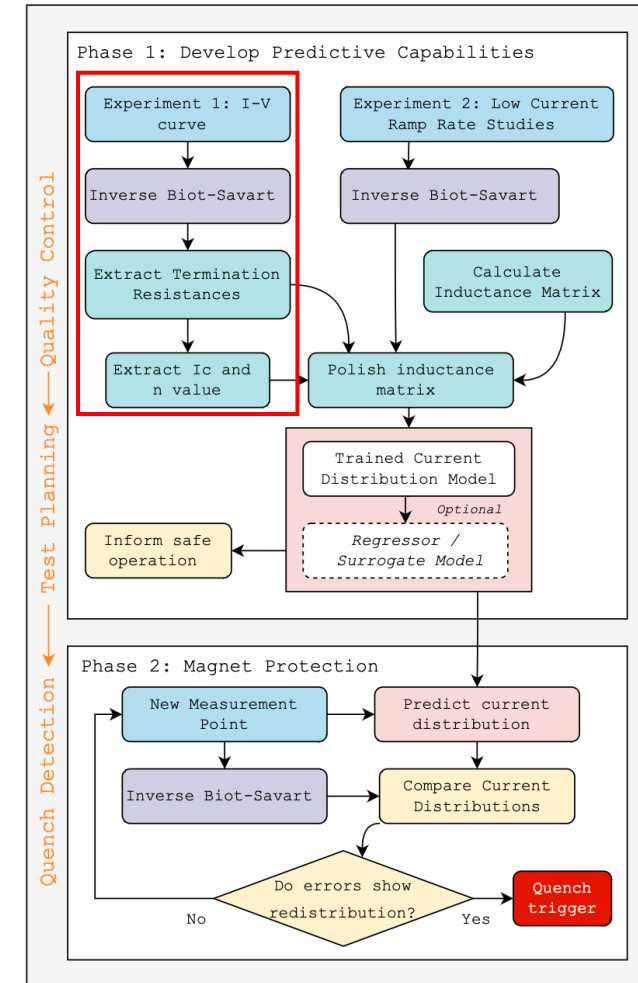 Phase 1: Develop Predictive Capabilities
Experiment 1: I-V
curve
Experiment 2: Low Current
Ramp Rate Studies
Inverse Biot-Savart
Inverse Biot-Savart
Extract Termination
Resistances
Calculate
Inductance Matrix
Extract Ic and
n value
Polish inductance
matrix
Trained Current
Distribution Model
Optional
Regressor /
Surrogate Model
Inform safe
operation
Phase 2: Magnet Protection
New Measurement
Point
Predict current
distribution
Inverse Biot-Savart
Compare Current
Distributions
Do errors show
redistribution?
No
Yes
Quench
trigger
Quality Control
Test Planning
Quench Detection